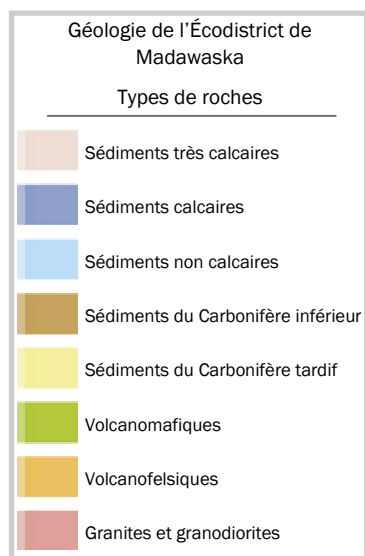 Géologie de l’Écodistrict de
Madawaska
Types de roches
Sédiments très calcaires
Sédiments calcaires
Sédiments non calcaires
Sédiments du Carbonifère inférieur
Sédiments du Carbonifère tardif
Volcanomafiques
Volcanofelsiques
Granites et granodiorites